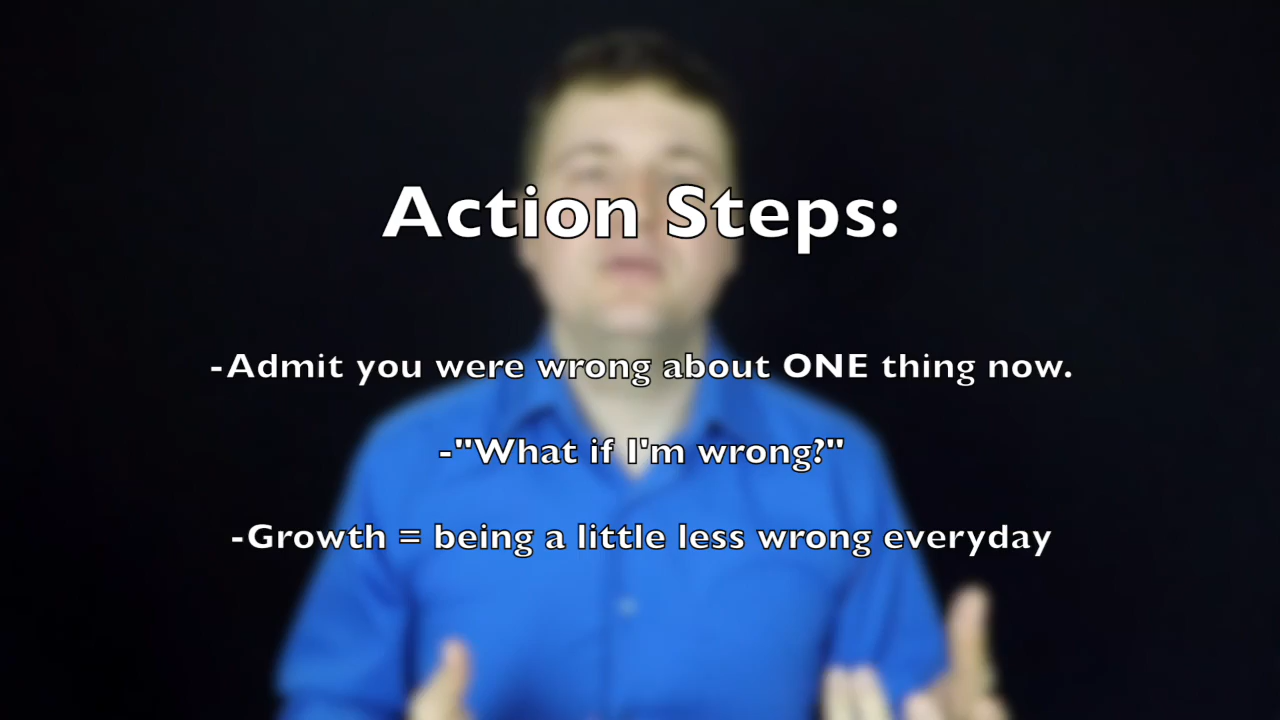 Action Steps:
-Admit you were wrong about ONE thing now.
-"What if I'm wrong?"
-Growth = being a little less wrong everyday